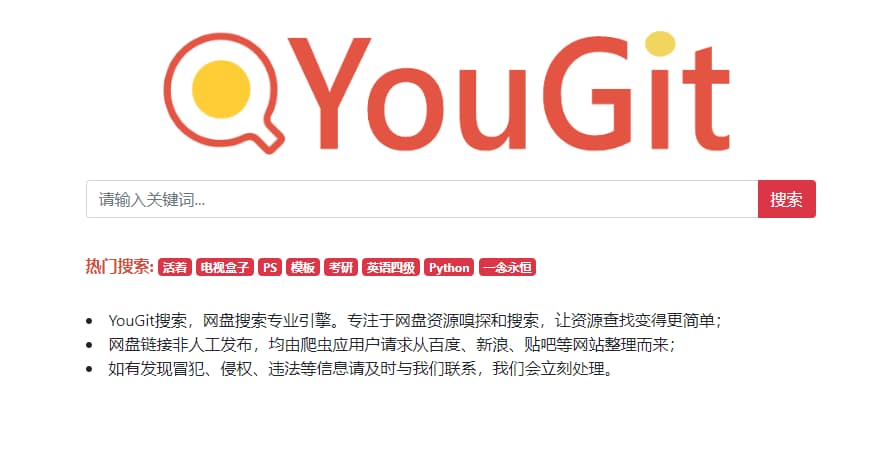 YouGit
请输入关键词...
搜索
热门搜索: 活着 电视盒子 PS 模板 考研 英语四级 Python 一念永恒
YouGit搜索，网盘搜索专业引擎。专注于网盘资源嗅探和搜索，让资源查找变得更简单；
网盘链接非人工发布，均由爬虫应用户请求从百度、新浪、贴吧等网站整理而来；
如有发现冒犯、侵权、违法等信息请及时与我们联系，我们会立刻处理。